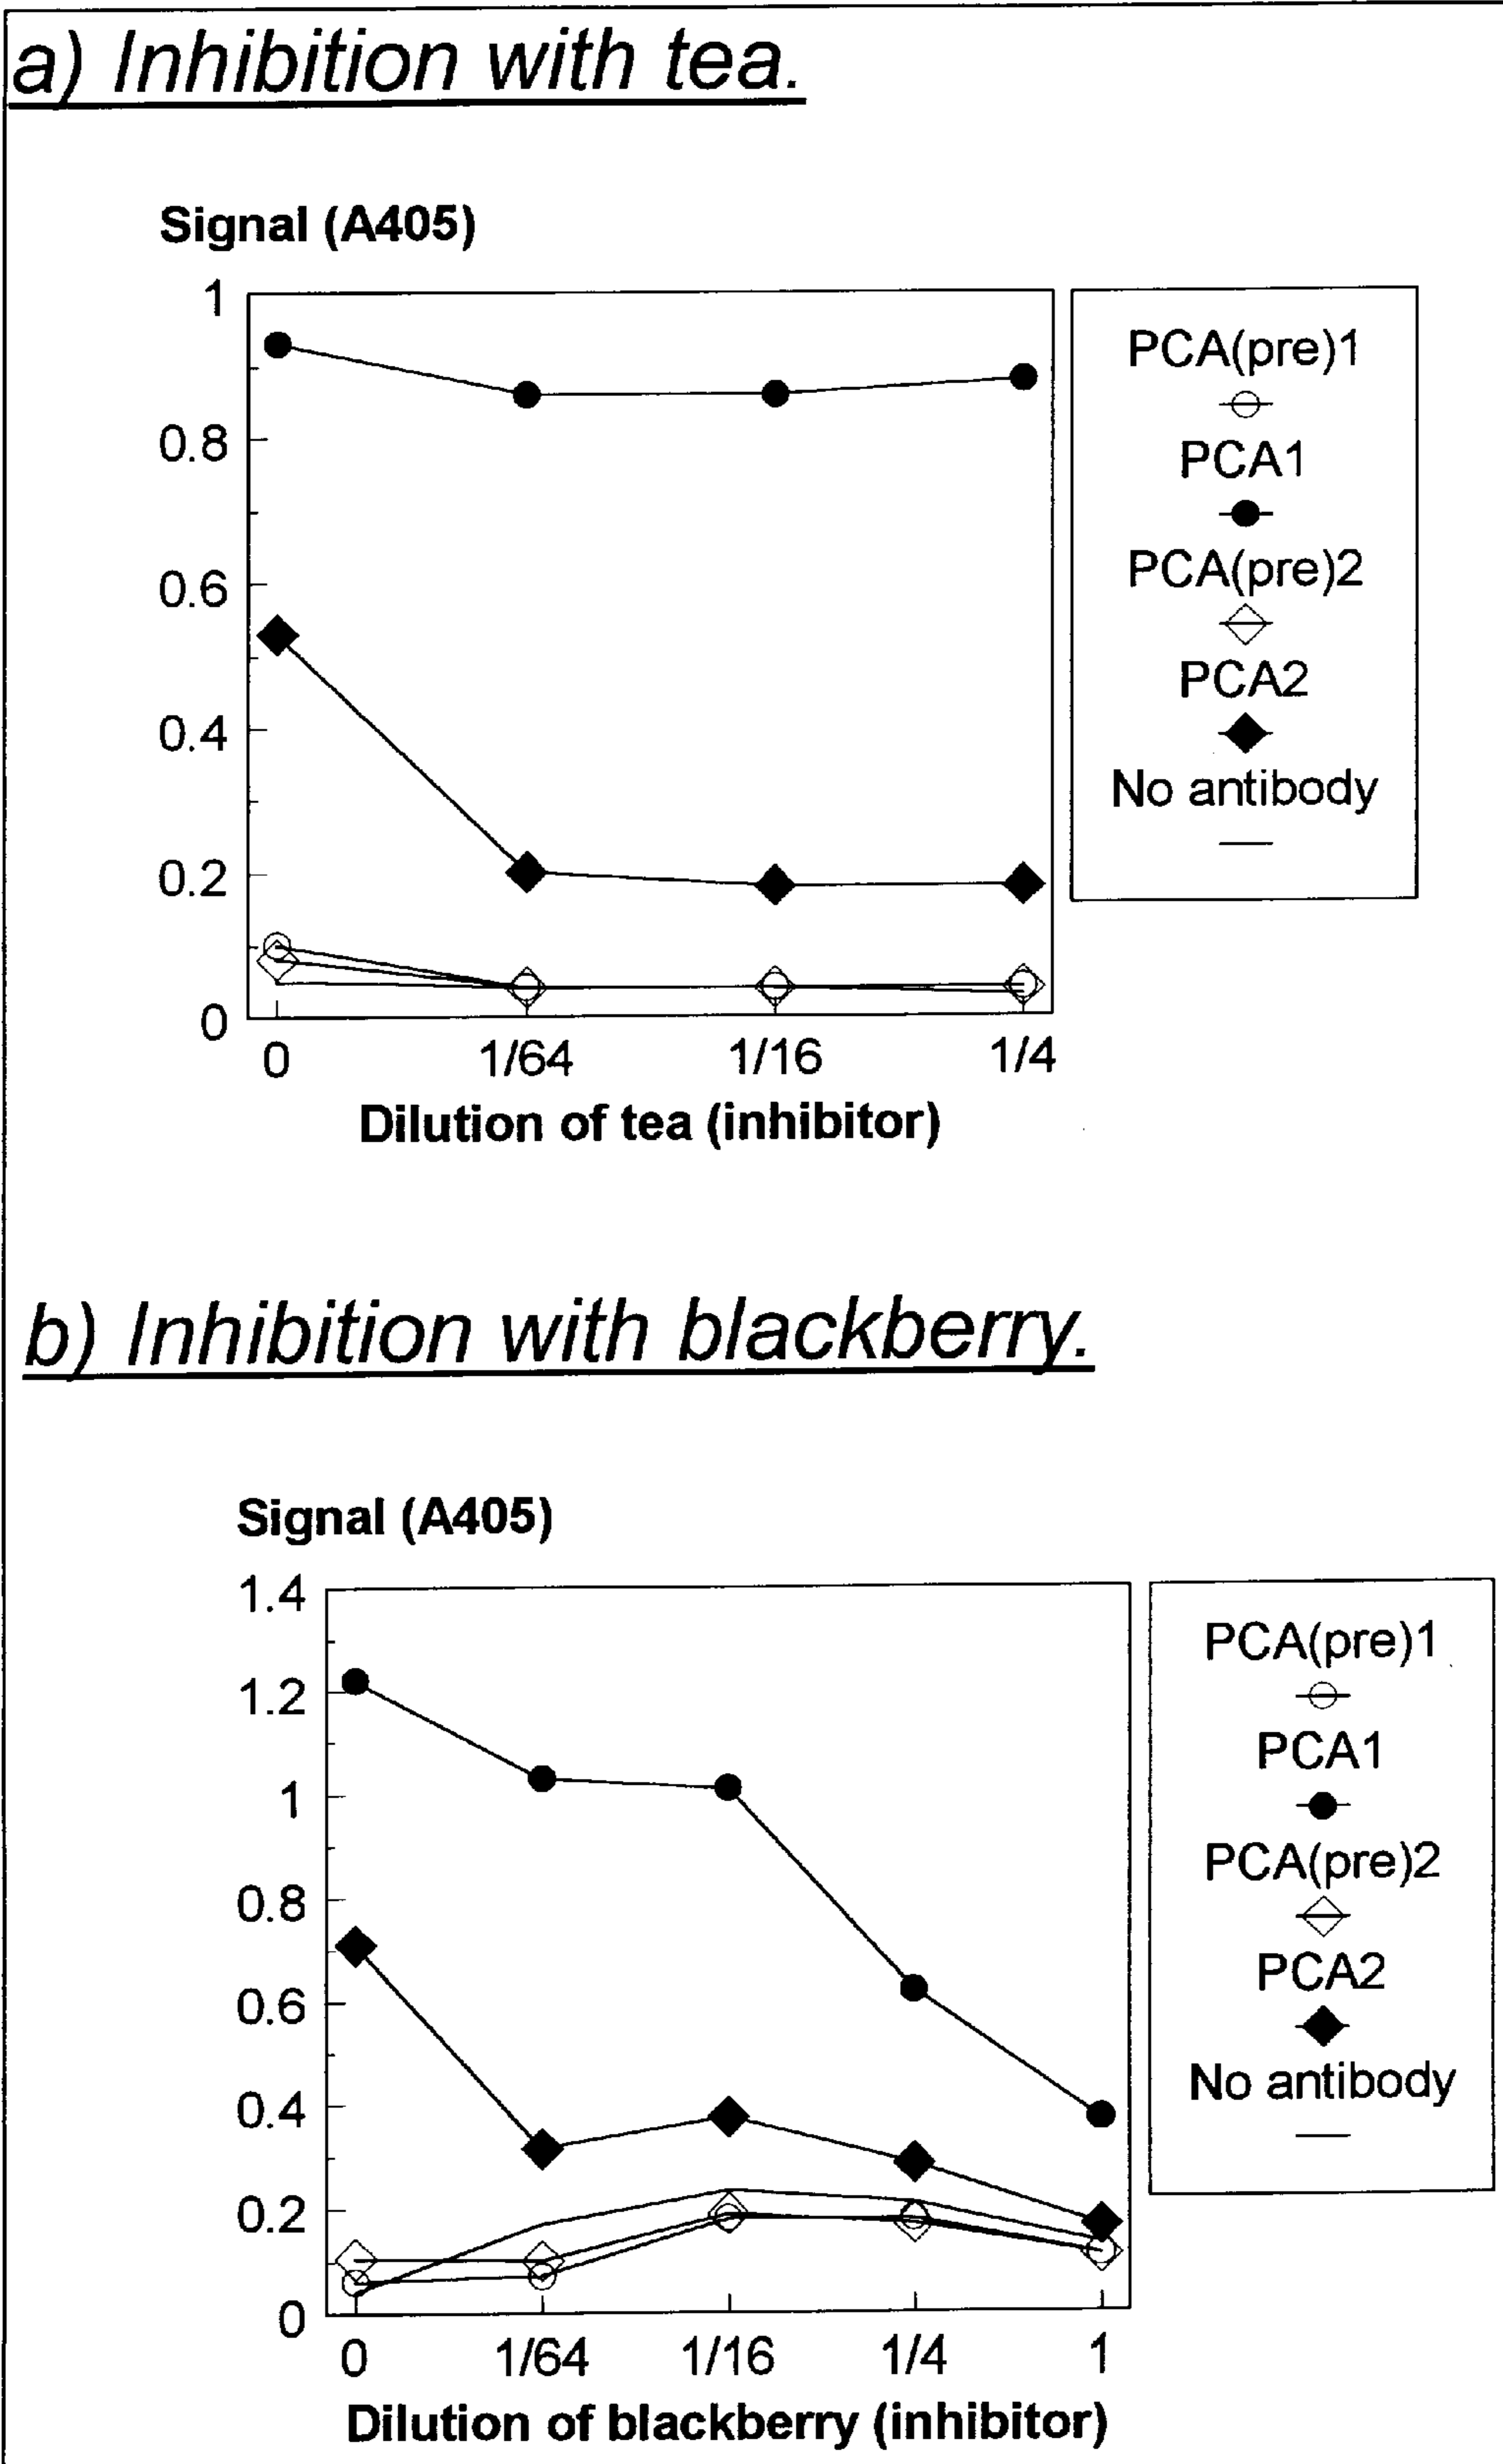 a) Inhibition with tea.
Signal (A405)
1
0.8
0.6
0.4
0.2
0
0 1/64 1/16 1/4
Dilution of tea (inhibitor)
PCA(pre)1
PCA1
PCA(pre)2
PCA2
No antibody
b) Inhibition with blackberry.
Signal (A405)
1.4
1.2
1
0.8
0.6
0.4
0.2
0
0 1/64 1/16 1/4 1
Dilution of blackberry (inhibitor)
PCA(pre)1
PCA1
PCA(pre)2
PCA2
No antibody